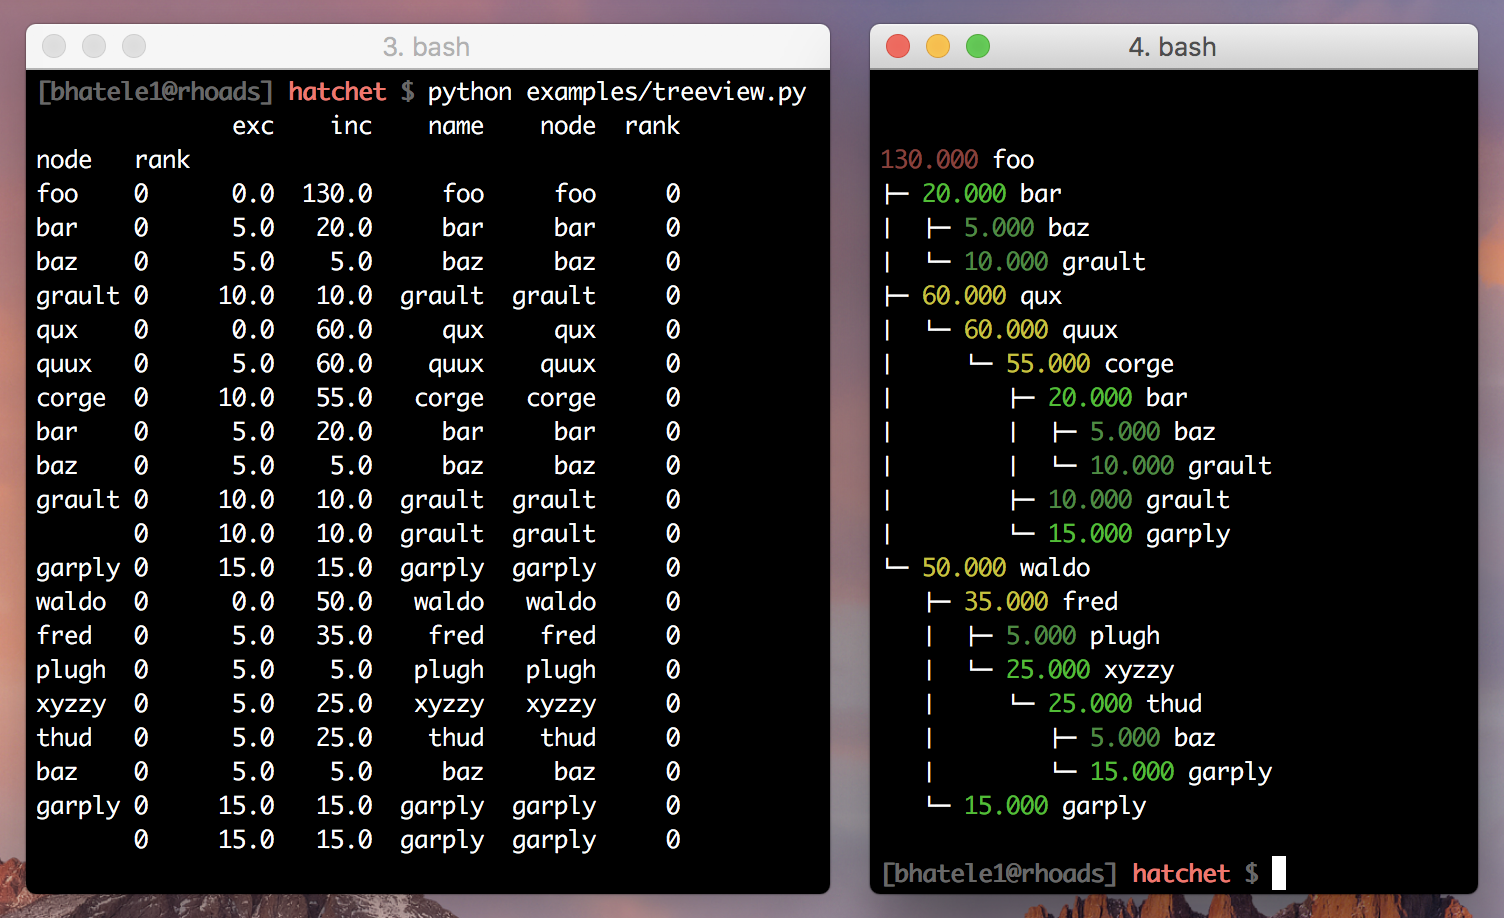 3. bash
[bhatele1@rhoads] hatchet $ python examples/treeview.py
              exc    inc    name    node  rank
node   rank
foo    0      0.0  130.0     foo     foo     0
bar    0      5.0   20.0     bar     bar     0
baz    0      5.0    5.0     baz     baz     0
grault 0     10.0   10.0  grault  grault     0
qux    0      0.0   60.0     qux     qux     0
quux   0      5.0   60.0    quux    quux     0
corge  0     10.0   55.0   corge   corge     0
bar    0      5.0   20.0     bar     bar     0
baz    0      5.0    5.0     baz     baz     0
grault 0     10.0   10.0  grault  grault     0
       0     10.0   10.0  grault  grault     0
garply 0     15.0   15.0  garply  garply     0
waldo  0      0.0   50.0   waldo   waldo     0
fred   0      5.0   35.0    fred    fred     0
plugh  0      5.0    5.0   plugh   plugh     0
xyzzy  0      5.0   25.0   xyzzy   xyzzy     0
thud   0      5.0   25.0    thud    thud     0
baz    0      5.0    5.0     baz     baz     0
garply 0     15.0   15.0  garply  garply     0
       0     15.0   15.0  garply  garply     0
4. bash
130.000 foo
├─ 20.000 bar
│  ├─ 5.000 baz
│  └─ 10.000 grault
├─ 60.000 qux
│  └─ 60.000 quux
│     └─ 55.000 corge
│        ├─ 20.000 bar
│        │  ├─ 5.000 baz
│        │  └─ 10.000 grault
│        ├─ 10.000 grault
│        └─ 15.000 garply
└─ 50.000 waldo
   ├─ 35.000 fred
   │  ├─ 5.000 plugh
   │  └─ 25.000 xyzzy
   │     └─ 25.000 thud
   │        ├─ 5.000 baz
   │        └─ 15.000 garply
   └─ 15.000 garply
[bhatele1@rhoads] hatchet $